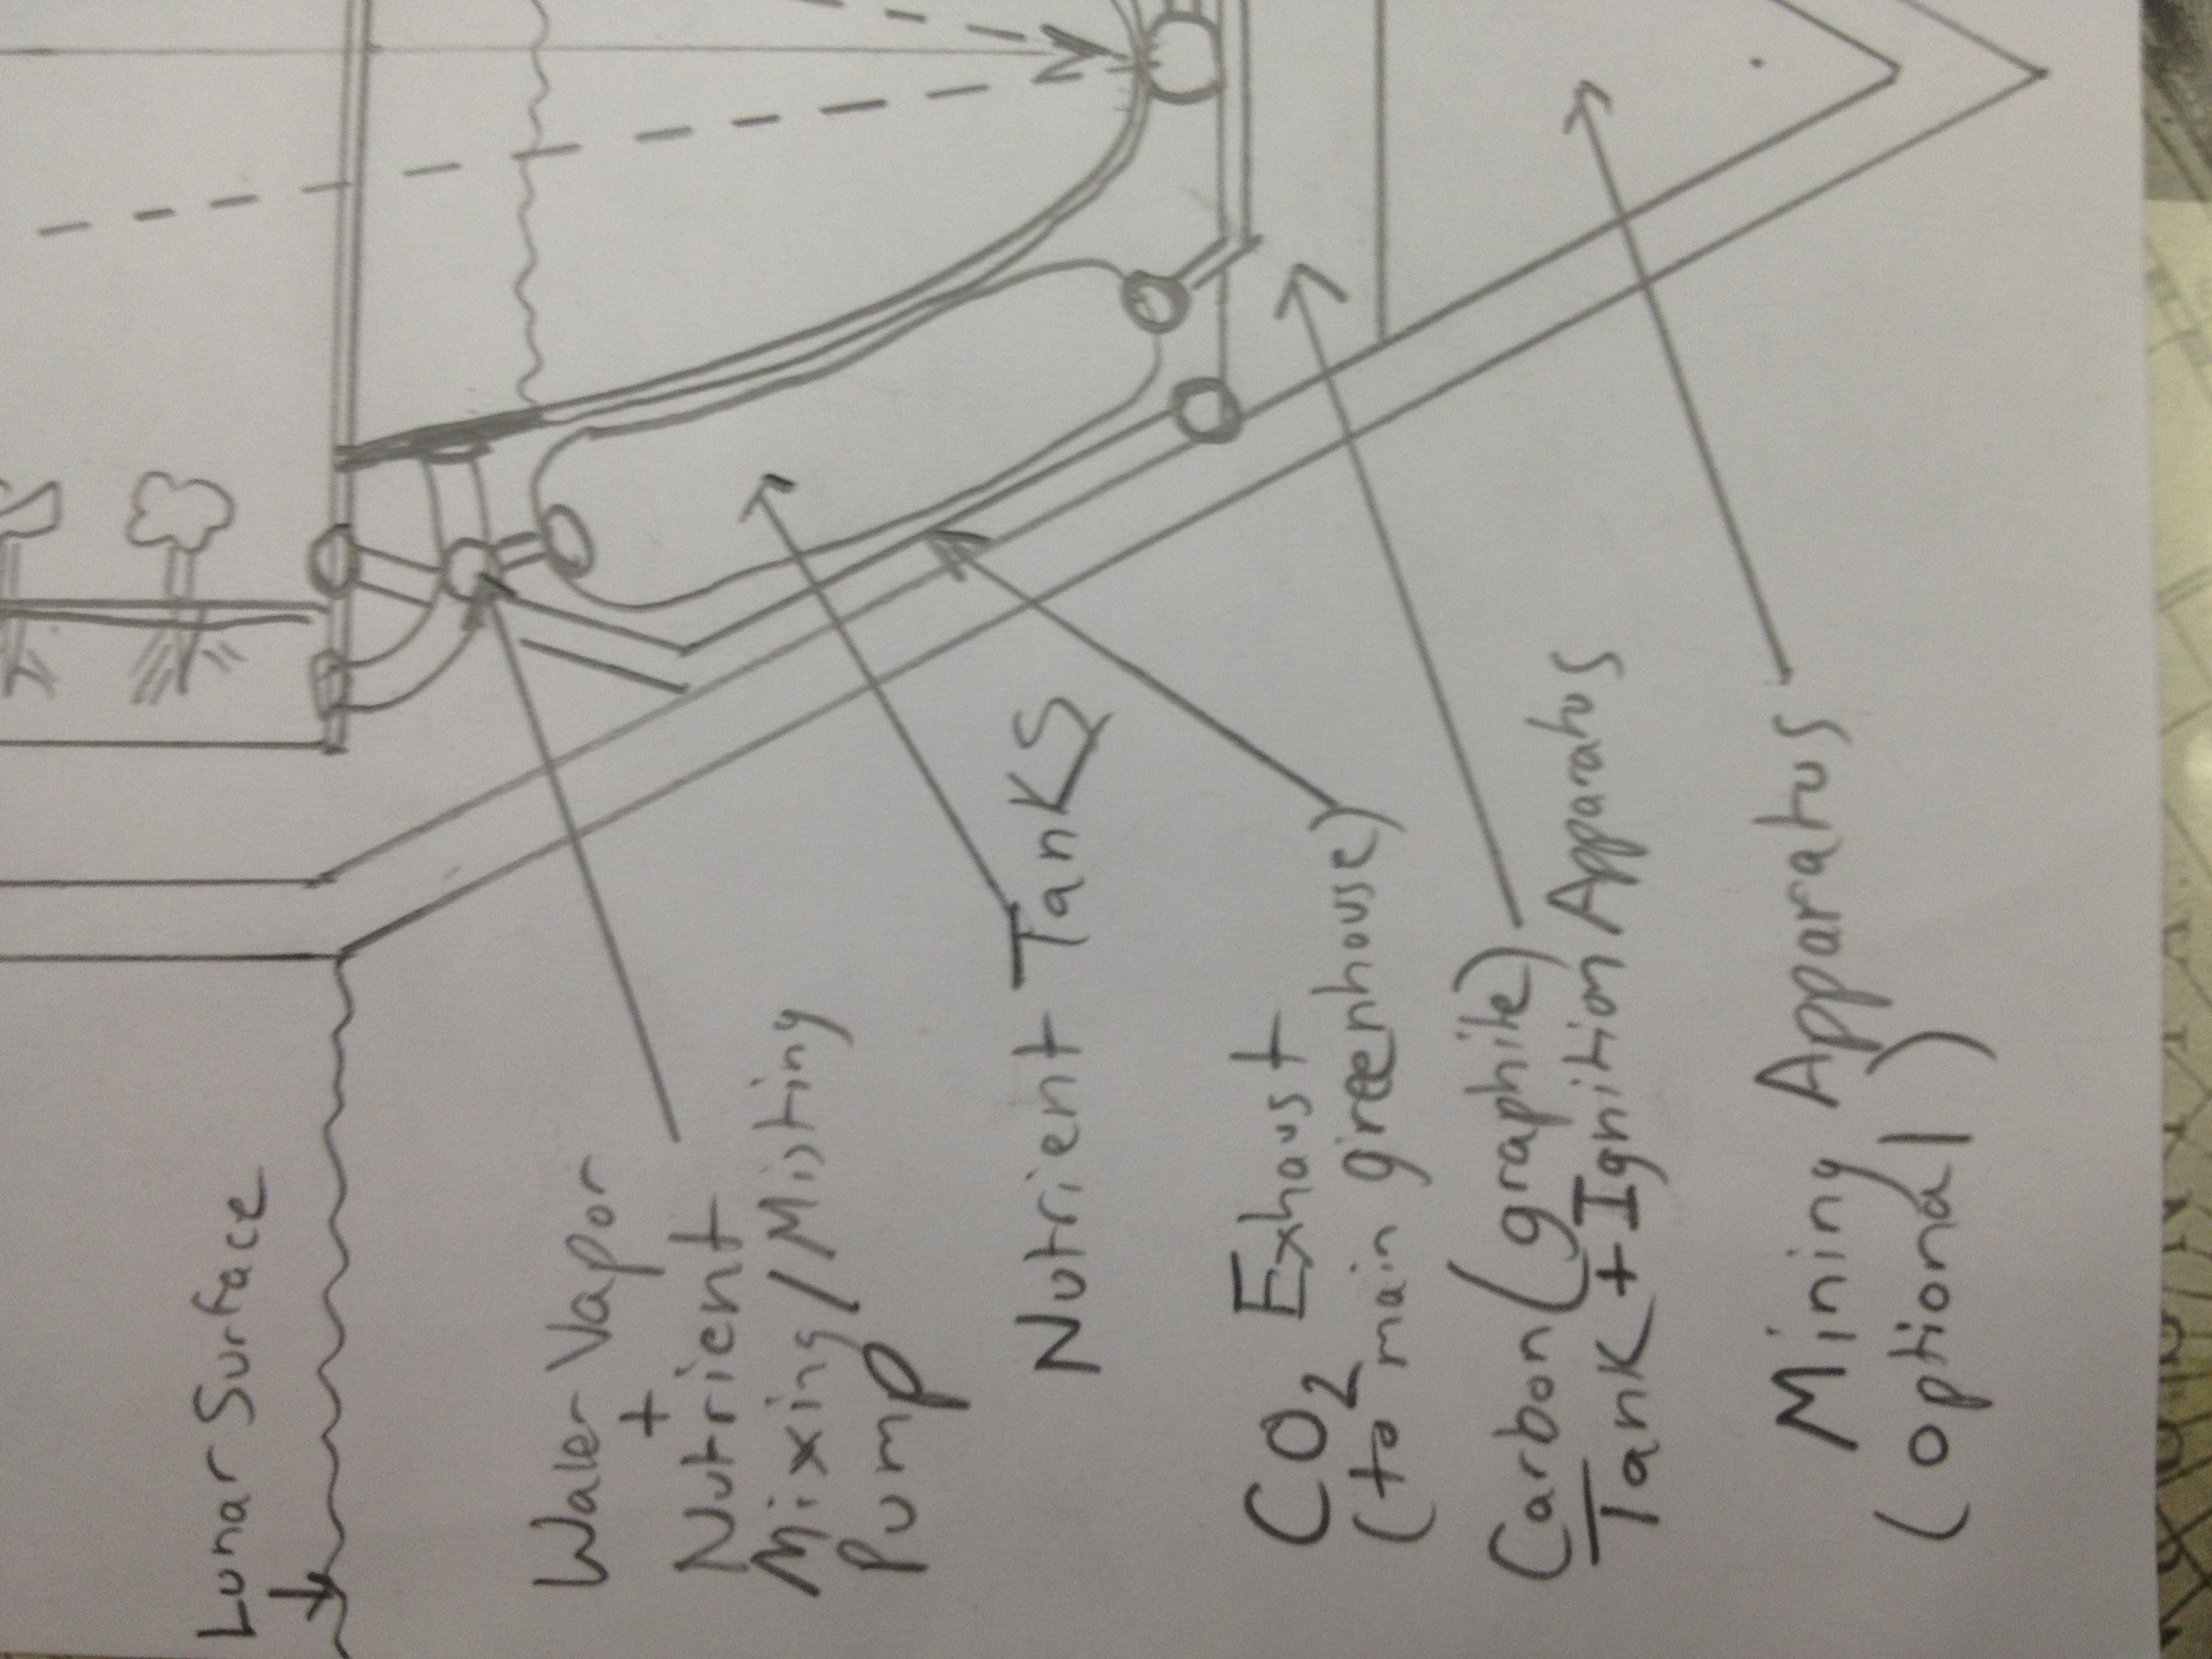 Lunar Surface
Water Vapor
+
Nutrient
Mixing/Misting
Pump
Nutrient Tanks
CO2 Exhaust
(to main greenhouse)
Carbon (graphite)
Tank + Ignition Apparatus
Mining Apparatus
(optional)